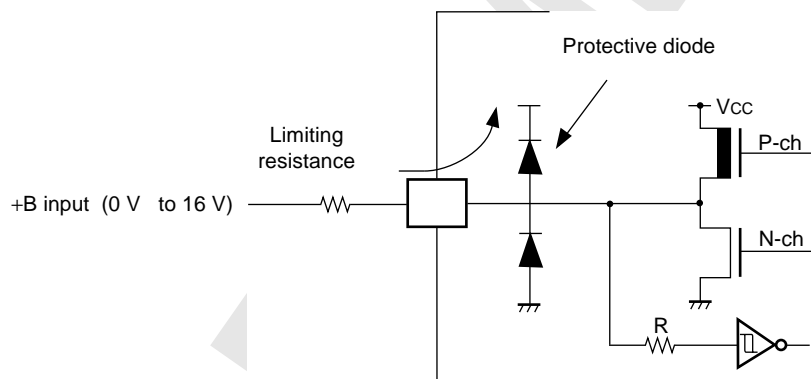 Protective diode
VCC
Limiting
resistance
P-ch
+B input (0 V to 16 V)
N-ch
R